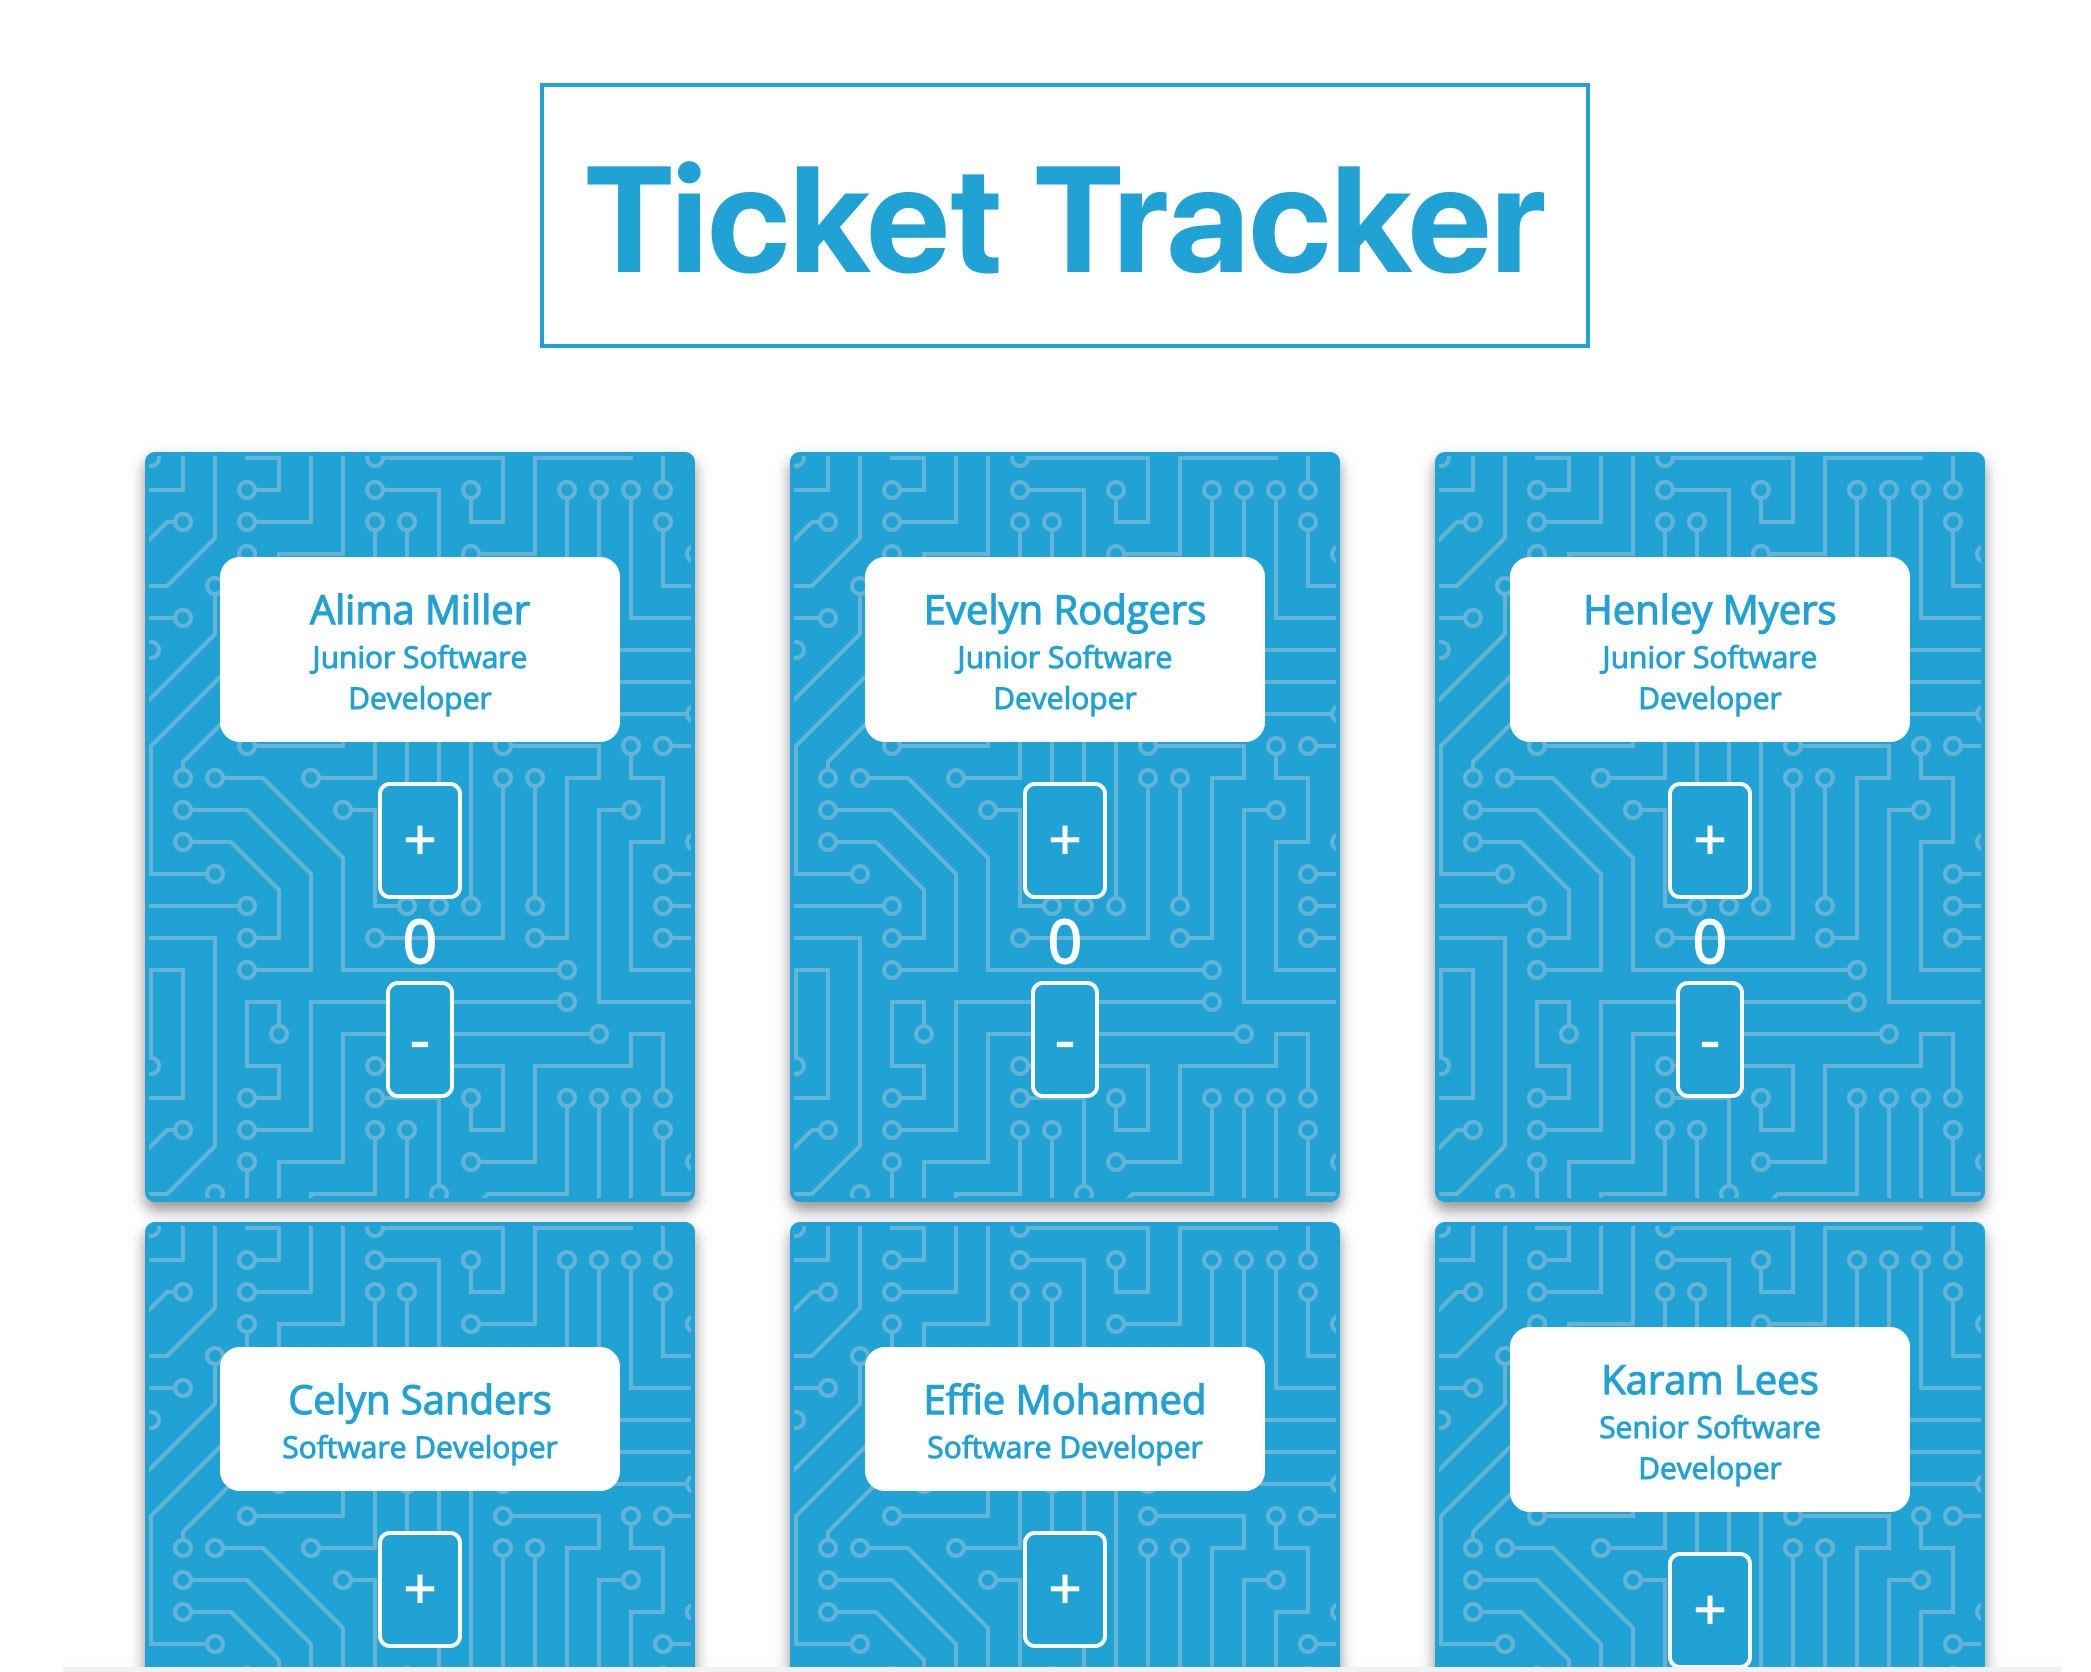 Ticket Tracker
Alima Miller
Junior Software
Developer
+
0
-
Evelyn Rodgers
Junior Software
Developer
+
0
-
Henley Myers
Junior Software
Developer
+
0
-
Celyn Sanders
Software Developer
+
Effie Mohamed
Software Developer
+
Karam Lees
Senior Software
Developer
+